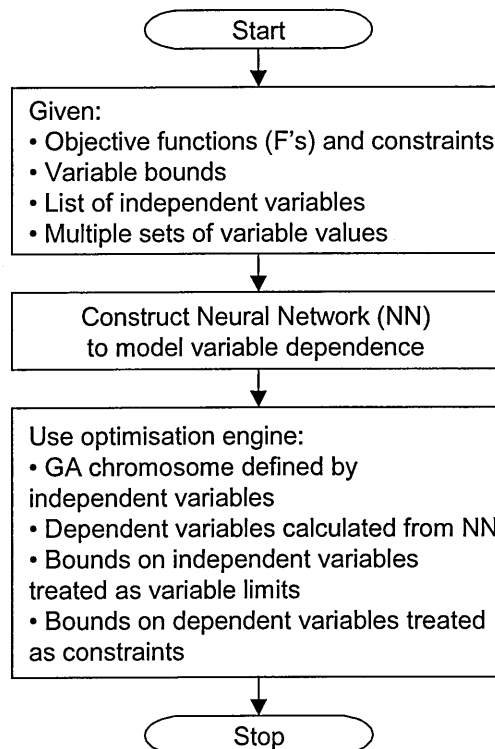 Start
Given:
• Objective functions (F's) and constraints
• Variable bounds
• List of independent variables
• Multiple sets of variable values
Construct Neural Network (NN)
to model variable dependence
Use optimisation engine:
• GA chromosome defined by
independent variables
• Dependent variables calculated from NN
• Bounds on independent variables
treated as variable limits
• Bounds on dependent variables treated
as constraints
Stop